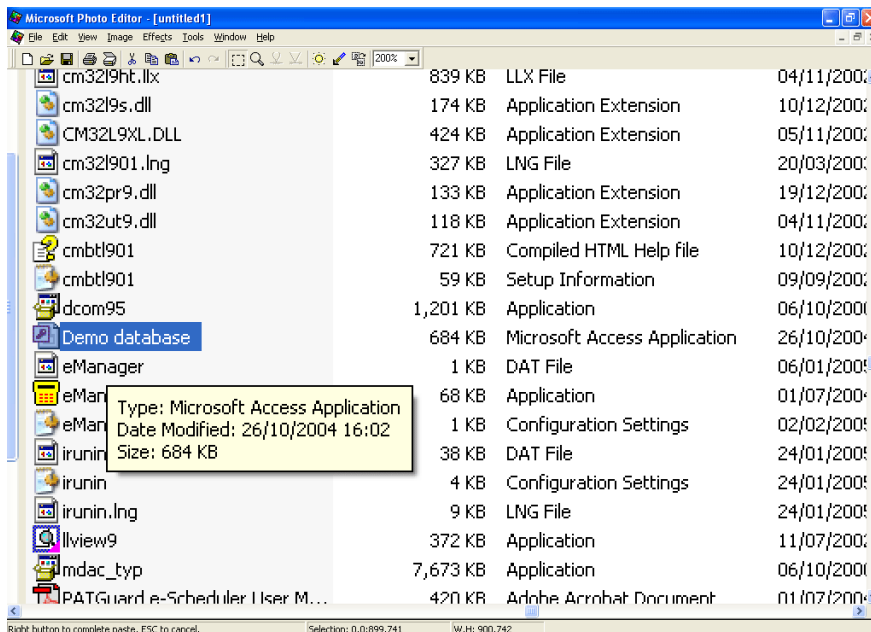 Microsoft Photo Editor - [untitled1]
File Edit View Image Effects Tools Window Help
200%
cm32l9ht.llx 839 KB LLX File 04/11/2002
cm32l9s.dll 174 KB Application Extension 10/12/2002
CM32L9XL.DLL 424 KB Application Extension 05/11/2002
cm32l901.lng 327 KB LNG File 20/03/2003
cm32pr9.dll 133 KB Application Extension 19/12/2002
cm32ut9.dll 118 KB Application Extension 04/11/2002
cmbtl901 721 KB Compiled HTML Help file 10/12/2002
cmbtl901 59 KB Setup Information 09/09/2002
dcom95 1,201 KB Application 06/10/2000
Demo database 684 KB Microsoft Access Application 26/10/2004
eManager 1 KB DAT File 06/01/2005
eMan 68 KB Application 01/07/2004
eMan 1 KB Configuration Settings 02/02/2005
irunin 38 KB DAT File 24/01/2005
Type: Microsoft Access Application
Date Modified: 26/10/2004 16:02
Size: 684 KB
irunin 4 KB Configuration Settings 24/01/2005
irunin.lng 9 KB LNG File 24/01/2005
llview9 372 KB Application 11/07/2002
mdac_typ 7,673 KB Application 06/10/2000
PATGuard e-Scheduler User M... 420 KB Adobe Acrobat Document 01/07/2004
Right button to complete paste, ESC to cancel. Selection: 0,0:899,741 W,H: 900,742